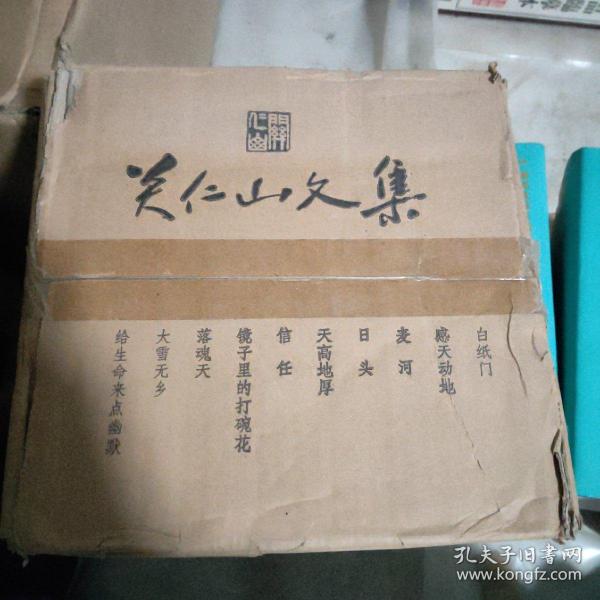 關仁山
关仁山文集
白纸门
感天动地
麦河
日头
天高地厚
信任
镜子里的打碗花
落魂天
大雪无乡
给生命来点幽默
孔夫子旧书网
www.kongfz.com